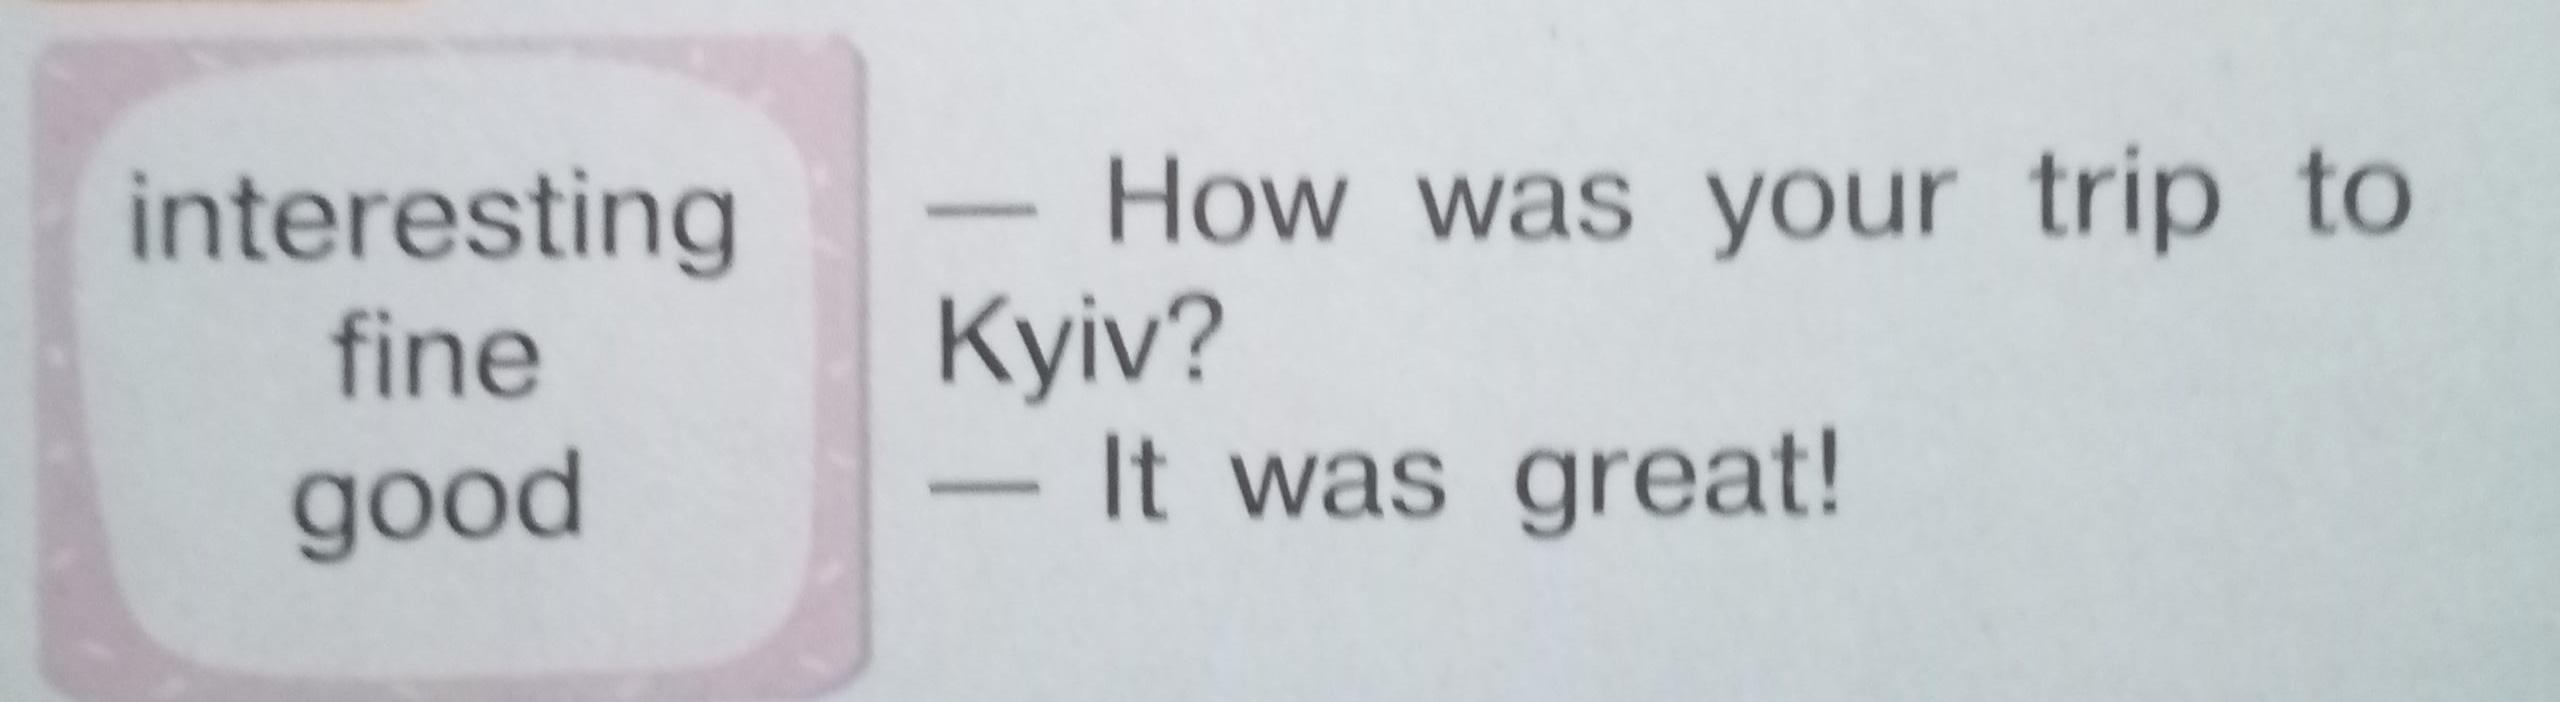 interesting
fine
good
— How was your trip to
Kyiv?
— It was great!